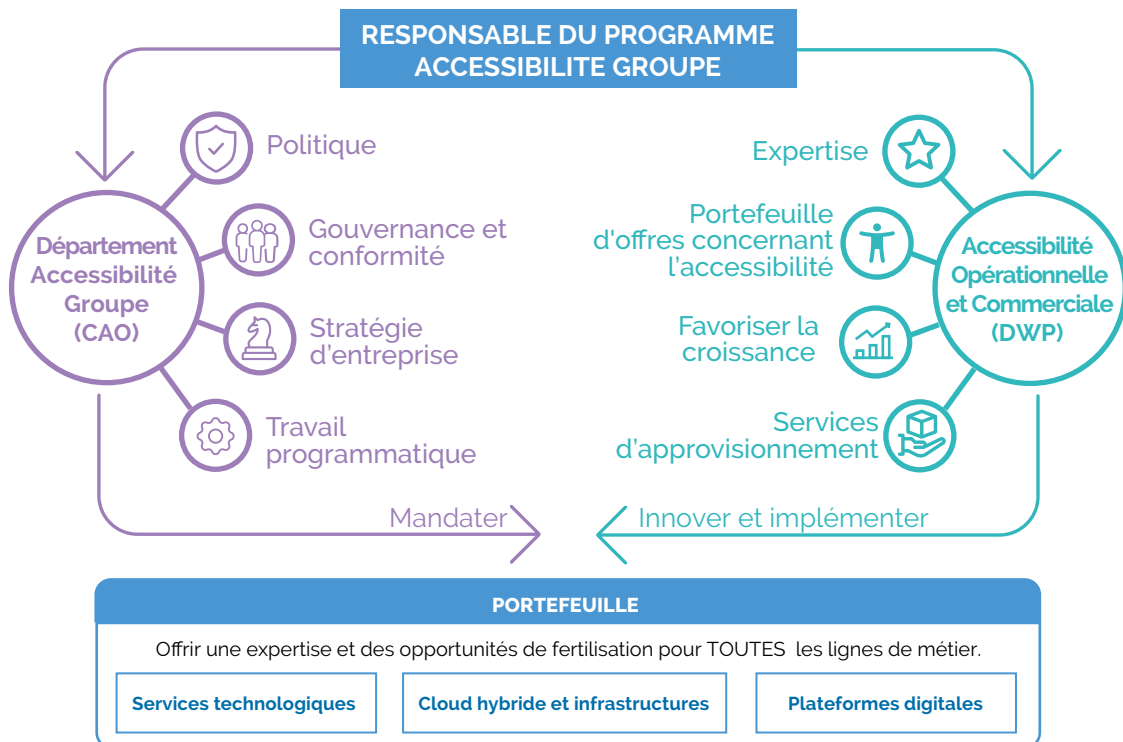 RESPONSABLE DU PROGRAMME
ACCESSIBILITE GROUPE
Département
Accessibilité
Groupe
(CAO)
Politique
Gouvernance et
conformité
Stratégie
d’entreprise
Travail
programmatique
Mandater
Accessibilité
Opérationnelle
et Commerciale
(DWP)
Expertise
Portefeuille
d'offres concernant
l’accessibilité
Favoriser la
croissance
Services
d’approvisionnement
Innover et implémenter
PORTEFEUILLE
Offrir une expertise et des opportunités de fertilisation pour TOUTES les lignes de métier.
Services technologiques
Cloud hybride et infrastructures
Plateformes digitales